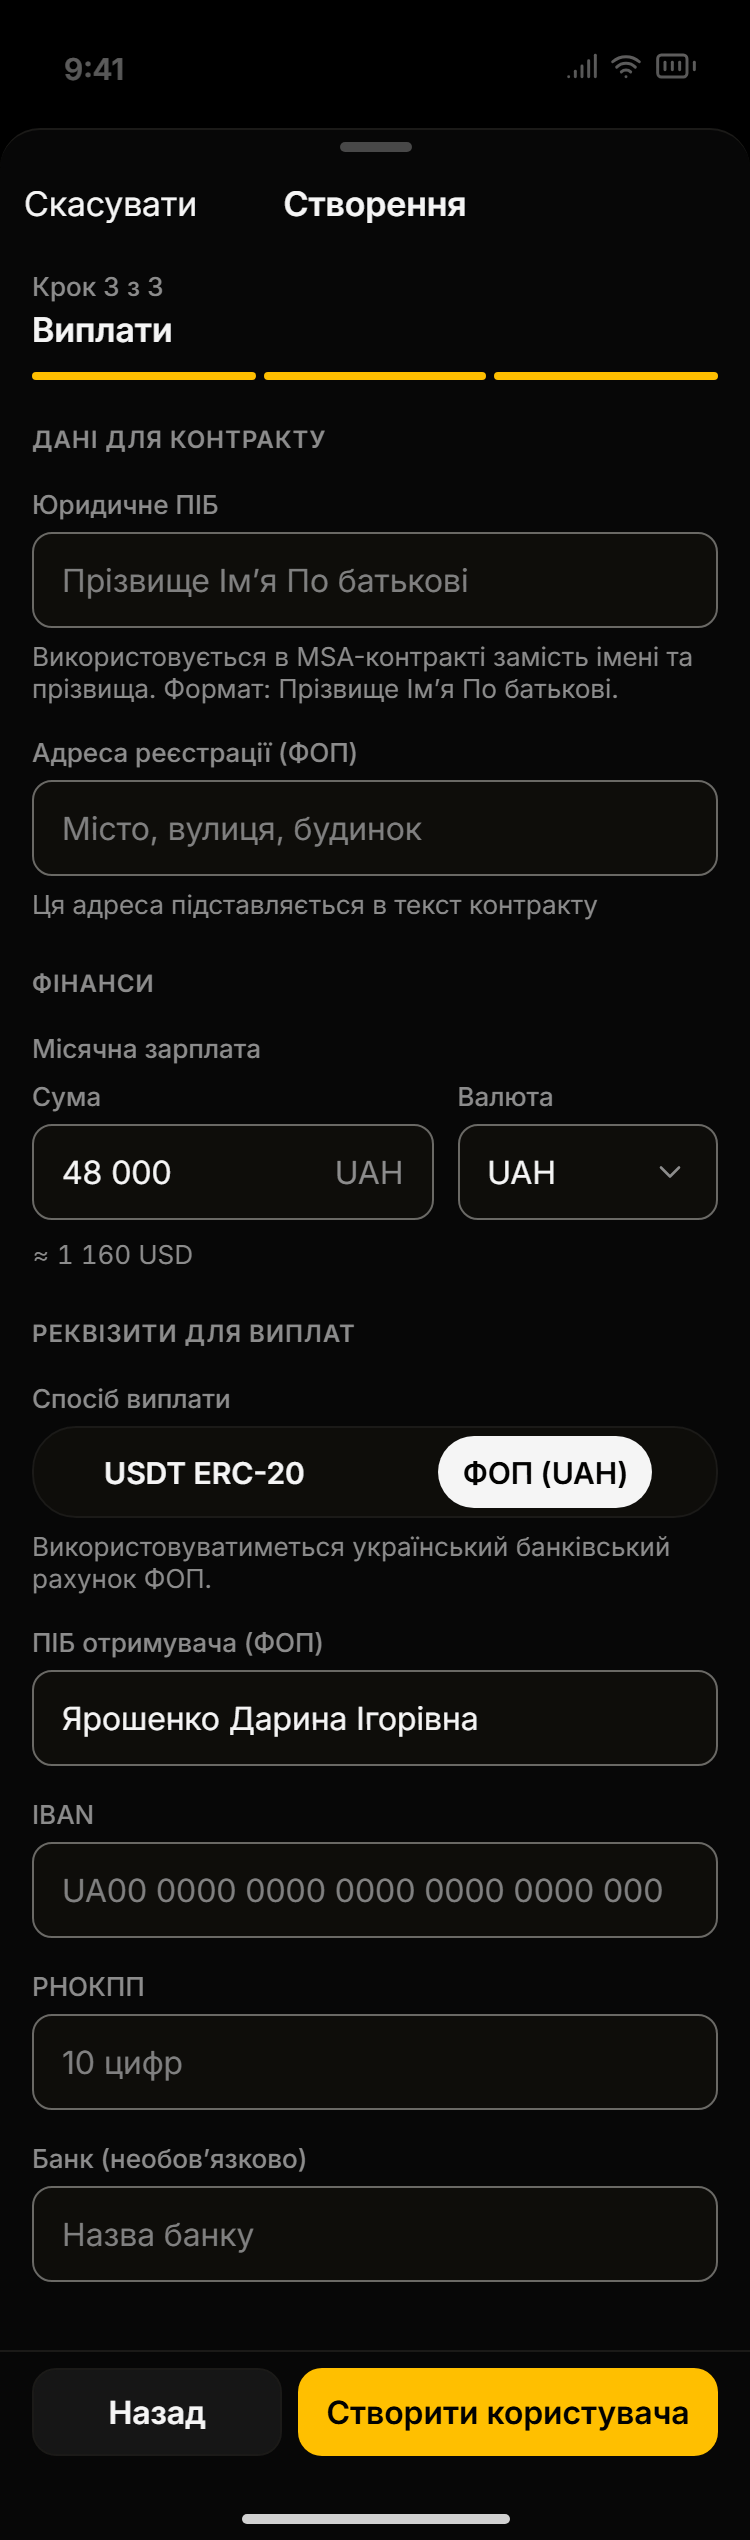 9:41
Скасувати
Створення
Крок 3 з 3
Виплати
ДАНІ ДЛЯ КОНТРАКТУ
Юридичне ПІБ
Прізвище Ім’я По батькові
Використовується в MSA-контракті замість імені та
прізвища. Формат: Прізвище Ім’я По батькові.
Адреса реєстрації (ФОП)
Місто, вулиця, будинок
Ця адреса підставляється в текст контракту
ФІНАНСИ
Місячна зарплата
Сума
Валюта
48 000 UAH
UAH
≈ 1 160 USD
РЕКВІЗИТИ ДЛЯ ВИПЛАТ
Спосіб виплати
USDT ERC-20
ФОП (UAH)
Використовуватиметься український банківський
рахунок ФОП.
ПІБ отримувача (ФОП)
Ярошенко Дарина Ігорівна
IBAN
UA00 0000 0000 0000 0000 0000 000
РНОКПП
10 цифр
Банк (необов’язково)
Назва банку
Назад
Створити користувача